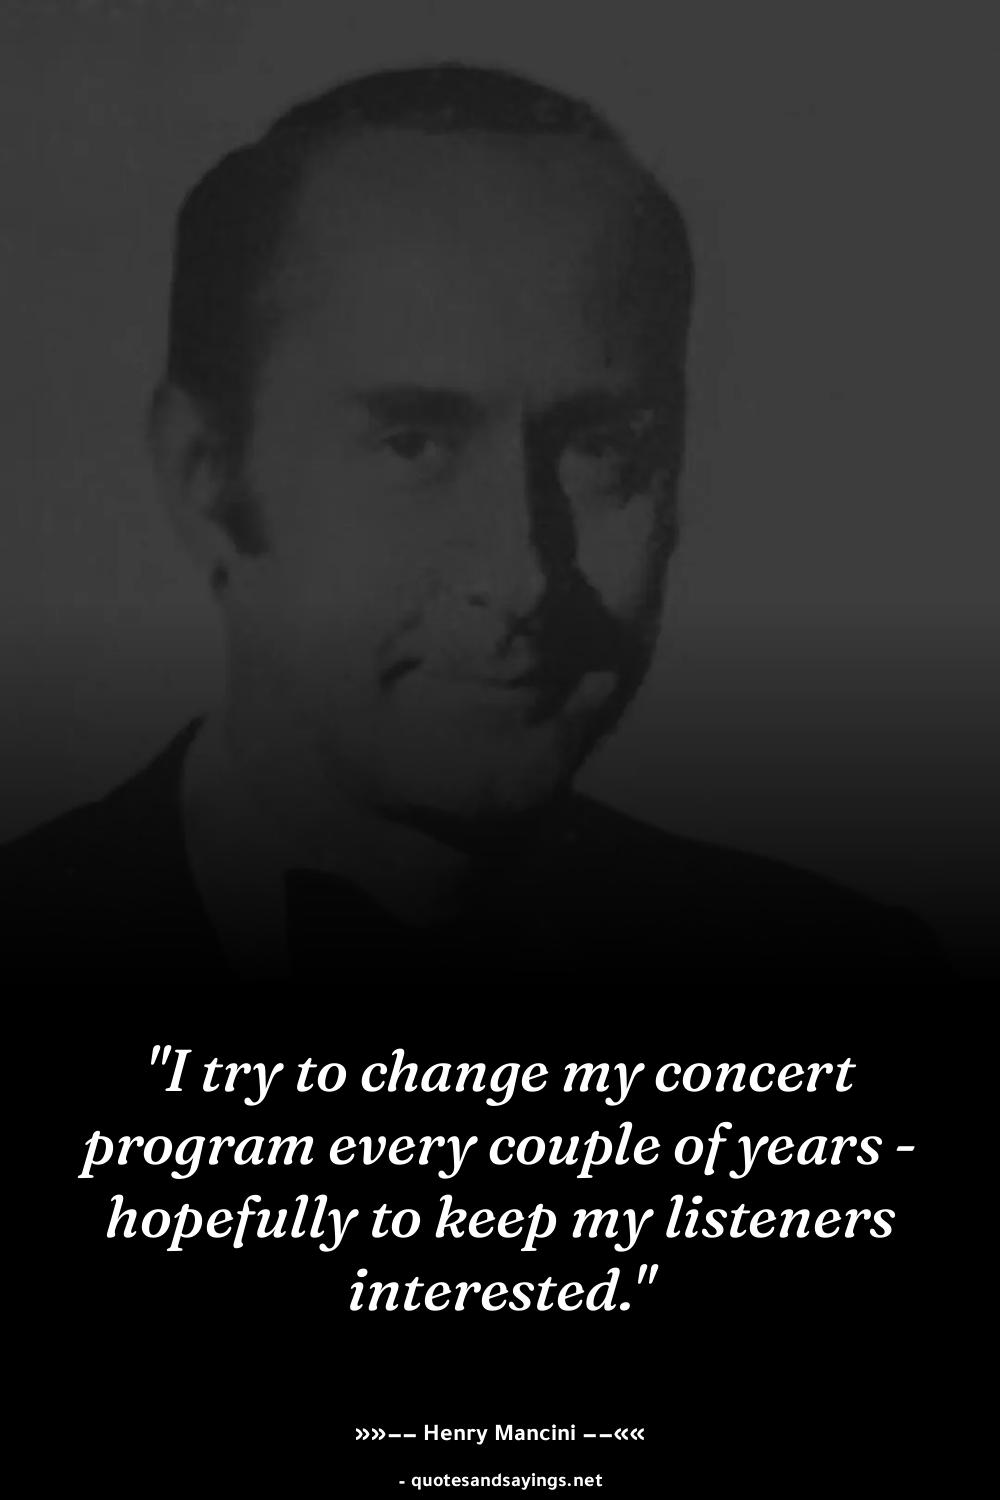 "I try to change my concert
program every couple of years -
hopefully to keep my listeners
interested."
»»–– Henry Mancini ––««
- quotesandsayings.net